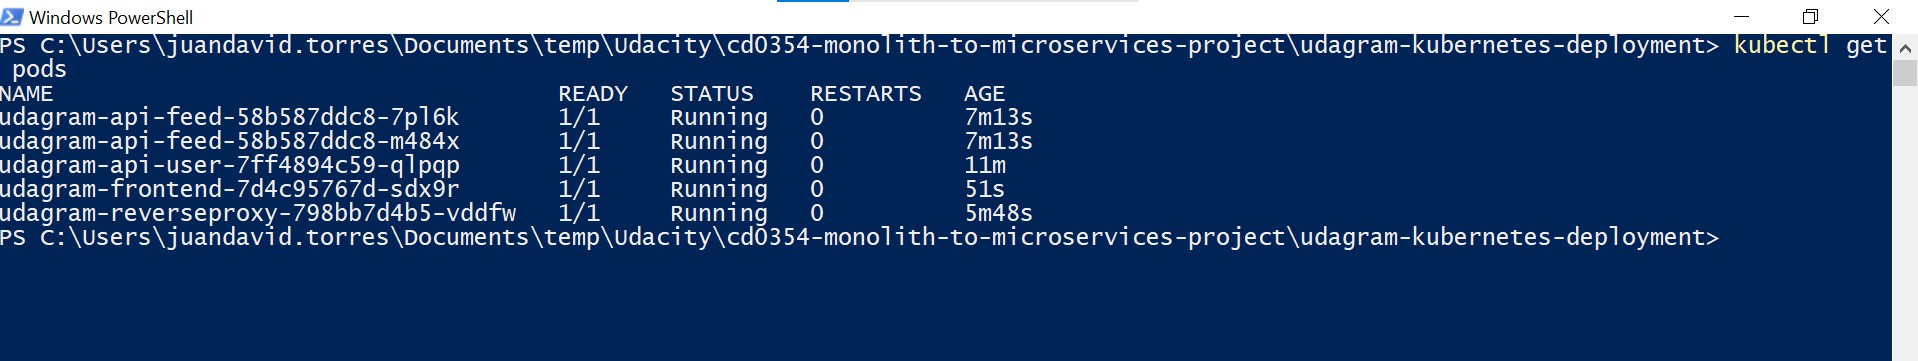 Windows PowerShell
PS C:\Users\juandavid.torres\Documents\temp\Udacity\cd0354-monolith-to-microservices-project\udagram-kubernetes-deployment> kubectl get
pods
NAME READY STATUS RESTARTS AGE
udagram-api-feed-58b587ddc8-7pl6k 1/1 Running 0 7m13s
udagram-api-feed-58b587ddc8-m484x 1/1 Running 0 7m13s
udagram-api-user-7ff4894c59-qlpqp 1/1 Running 0 11m
udagram-frontend-7d4c95767d-sdx9r 1/1 Running 0 51s
udagram-reverseproxy-798bb7d4b5-vddfw 1/1 Running 0 5m48s
PS C:\Users\juandavid.torres\Documents\temp\Udacity\cd0354-monolith-to-microservices-project\udagram-kubernetes-deployment>